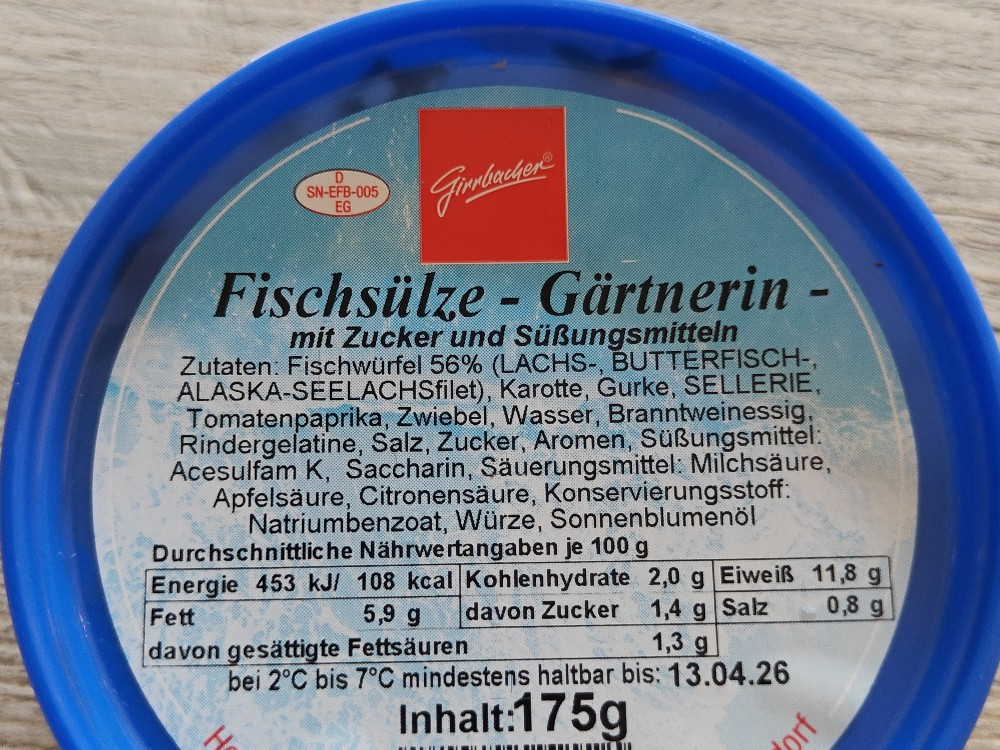 D
SN-EFB-005
EG
Girrbacher®
Fischsülze - Gärtnerin -
mit Zucker und Süßungsmitteln
Zutaten: Fischwürfel 56% (LACHS-, BUTTERFISCH-,
ALASKA-SEELACHSfilet), Karotte, Gurke, SELLERIE,
Tomatenpaprika, Zwiebel, Wasser, Branntweinessig,
Rindergelatine, Salz, Zucker, Aromen, Süßungsmittel:
Acesulfam K, Saccharin, Säuerungsmittel: Milchsäure,
Apfelsäure, Citronensäure, Konservierungsstoff:
Natriumbenzoat, Würze, Sonnenblumenöl
Durchschnittliche Nährwertangaben je 100 g
Energie 453 kJ/ 108 kcal Kohlenhydrate 2,0 g Eiweiß 11,8 g
Fett 5,9 g davon Zucker 1,4 g Salz 0,8 g
davon gesättigte Fettsäuren 1,3 g
bei 2°C bis 7°C mindestens haltbar bis: 13.04.26
Inhalt:175g